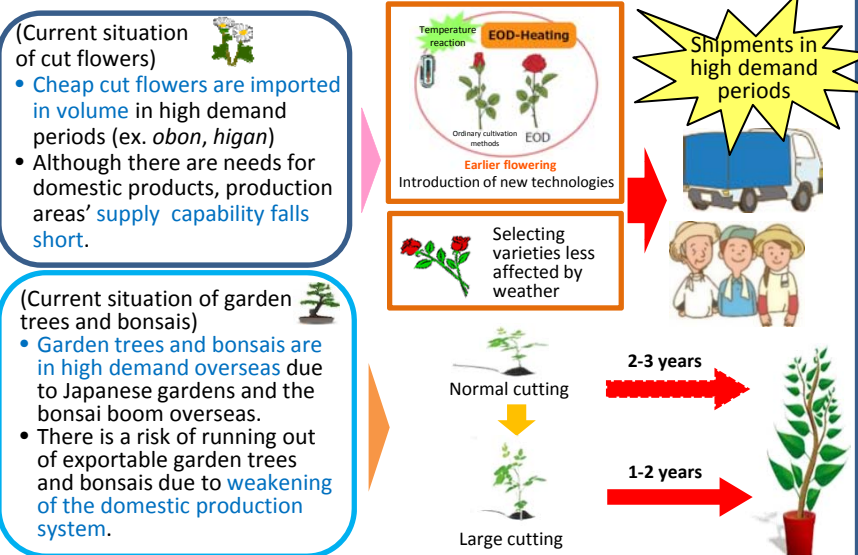 (Current situation
of cut flowers)
• Cheap cut flowers are imported
in volume in high demand
periods (ex. obon, higan)
• Although there are needs for
domestic products, production
areas' supply capability falls
short.
Temperature
reaction
EOD-Heating
Ordinary cultivation
methods
EOD
Earlier flowering
Introduction of new technologies
Selecting
varieties less
affected by
weather
Shipments in
high demand
periods
(Current situation of garden
trees and bonsais)
• Garden trees and bonsais are
in high demand overseas due
to Japanese gardens and the
bonsai boom overseas.
• There is a risk of running out
of exportable garden trees
and bonsais due to weakening
of the domestic production
system.
Normal cutting
2-3 years
Large cutting
1-2 years